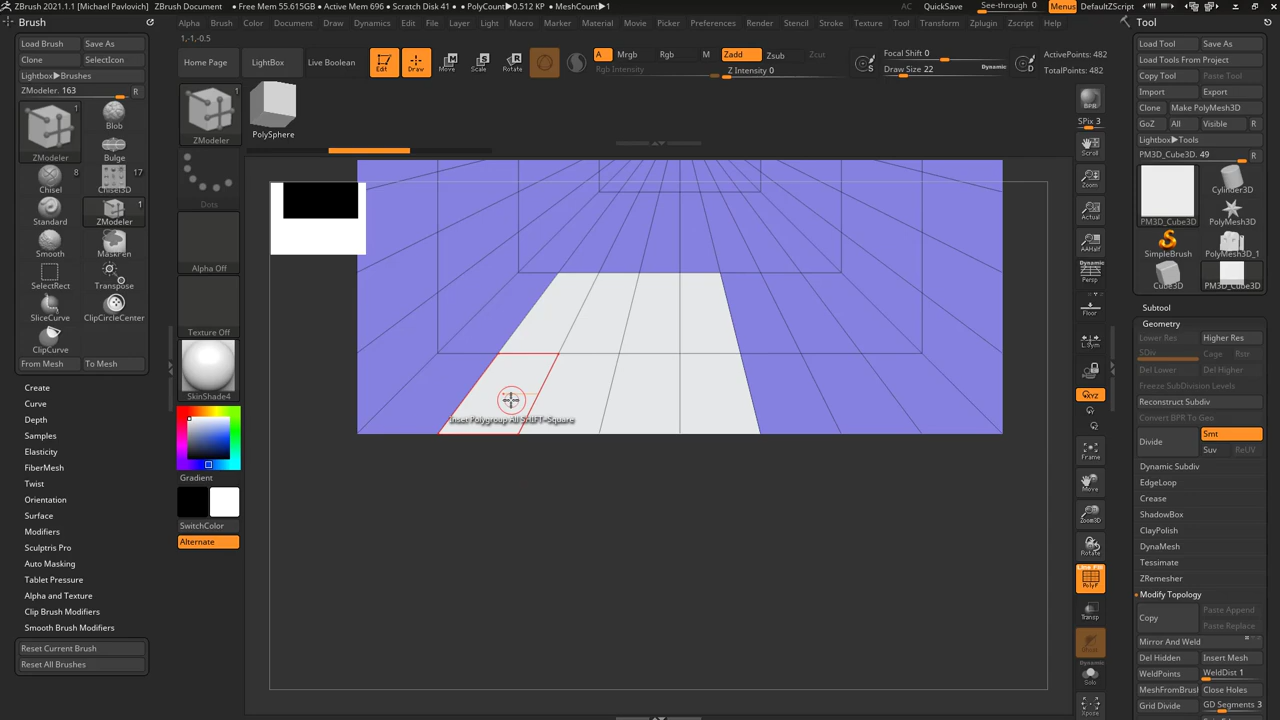 ZBrush 2021.1.1 [Michael Pavlovich] ZBrush Document • Free Mem 55.615GB • Active Mem 696 • Scratch Disk 41 • PolyCount▶0.512 KP • MeshCount▶1
AC QuickSave See-through 0 Menus DefaultZScript
Brush
Alpha Brush Color Document Draw Dynamics Edit File Layer Light Macro Marker Material Movie Picker Preferences Render Stencil Stroke Texture Tool Transform Zplugin Zscript Help
Tool
1,-1,-0.5
Load Brush Save As
Clone SelectIcon
Lightbox▶Brushes
ZModeler. 163 R
ZModeler 1
Blob
Bulge
Chisel 8
Chisel3D 17
Standard
ZModeler 1
Smooth
MaskPen
SelectRect
Transpose
SliceCurve
ClipCircleCenter
ClipCurve
From Mesh To Mesh
Create
Curve
Depth
Samples
Elasticity
FiberMesh
Twist
Orientation
Surface
Modifiers
Sculptris Pro
Auto Masking
Tablet Pressure
Alpha and Texture
Clip Brush Modifiers
Smooth Brush Modifiers
Reset Current Brush
Reset All Brushes
Home Page LightBox Live Boolean
Edit Draw Move Scale Rotate
A Mrgb Rgb M
Rgb Intensity
Zadd Zsub Zcut
Z Intensity 0
S
Focal Shift 0
Draw Size 22 Dynamic
D
ActivePoints: 482
TotalPoints: 482
ZModeler 1
PolySphere
Dots
Alpha Off
Texture Off
SkinShade4
Gradient
SwitchColor
Alternate
Inset Polygroup All SHIFT=Square
BPR
SPix 3
Scroll
Zoom
Actual
AAHalf
Dynamic
Persp
Floor
L.Sym
XYZ
Frame
Move
Zoom3D
Rotate
Line Fill
PolyF
Transp
Dynamic
Solo
Xpose
Load Tool Save As
Load Tools From Project
Copy Tool Paste Tool
Import Export
Clone Make PolyMesh3D
GoZ All Visible R
Lightbox▶Tools
PM3D_Cube3D. 49 R
PM3D_Cube3D
Cylinder3D
PolyMesh3D
SimpleBrush
PolyMesh3D_1
Cube3D
PM3D_Cube3D
Subtool
Geometry
Lower Res Higher Res
SDiv Cage Rstr
Del Lower Del Higher
Freeze SubDivision Levels
Reconstruct Subdiv
Convert BPR To Geo
Divide
Smt
Suv ReUV
Dynamic Subdiv
EdgeLoop
Crease
ShadowBox
ClayPolish
DynaMesh
Tessimate
ZRemesher
Modify Topology
Copy
Paste Append
Paste Replace
Mirror And Weld
Del Hidden Insert Mesh
WeldPoints WeldDist 1
MeshFromBrush Close Holes
Grid Divide GD Segments 3